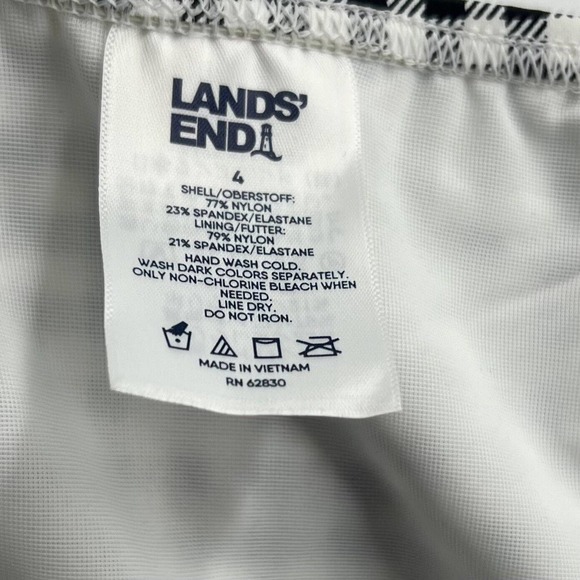 LANDS'
END
4
SHELL/OBERSTOFF:
77% NYLON
23% SPANDEX/ELASTANE
LINING/FUTTER:
79% NYLON
21% SPANDEX/ELASTANE
HAND WASH COLD.
WASH DARK COLORS SEPARATELY.
ONLY NON-CHLORINE BLEACH WHEN
NEEDED.
LINE DRY.
DO NOT IRON.
MADE IN VIETNAM
RN 62830